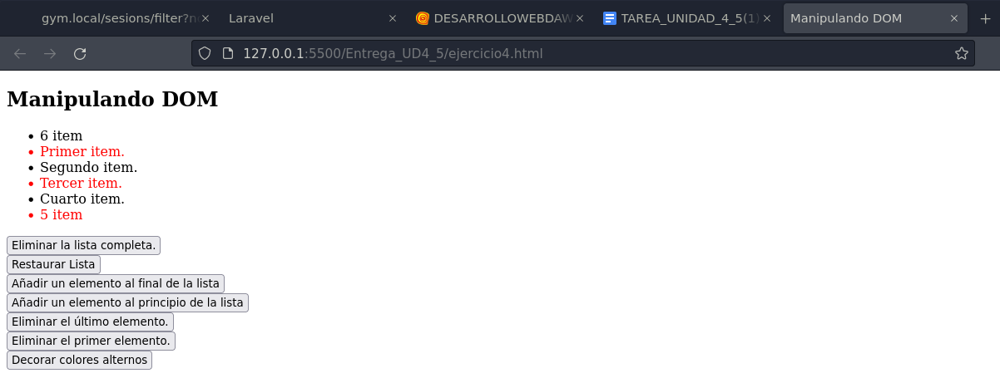 gym.local/sesions/filter?n
Laravel
DESARROLLOWEBDAW
TAREA_UNIDAD_4_5(1)
Manipulando DOM
127.0.0.1:5500/Entrega_UD4_5/ejercicio4.html
Manipulando DOM
6 item
Primer item.
Segundo item.
Tercer item.
Cuarto item.
5 item
Eliminar la lista completa.
Restaurar Lista
Añadir un elemento al final de la lista
Añadir un elemento al principio de la lista
Eliminar el último elemento.
Eliminar el primer elemento.
Decorar colores alternos